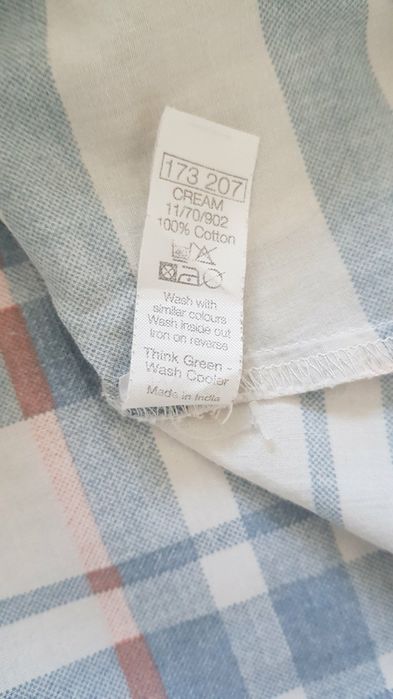 173 207
CREAM
11/70/902
100% Cotton
Wash with
similar colours
Wash inside out
Iron on reverse
Think Green -
Wash Cooler
Made in India